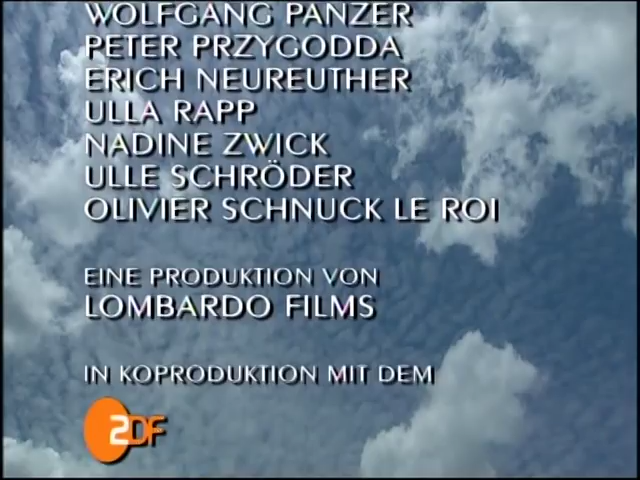 WOLFGANG PANZER
PETER PRZYGODDA
ERICH NEUREUTHER
ULLA RAPP
NADINE ZWICK
ULLE SCHRÖDER
OLIVIER SCHNUCK LE ROI
EINE PRODUKTION VON
LOMBARDO FILMS
IN KOPRODUKTION MIT DEM
2DF